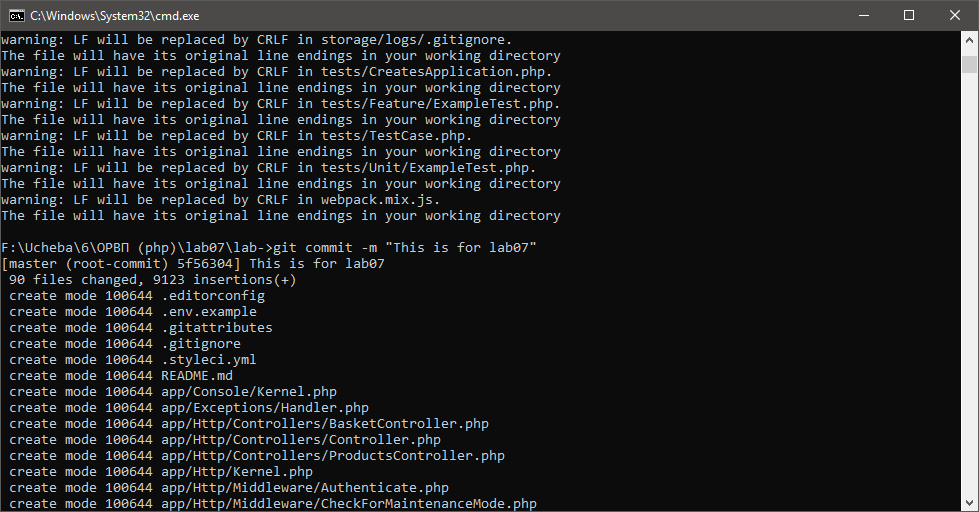 C:\Windows\System32\cmd.exe
warning: LF will be replaced by CRLF in storage/logs/.gitignore.
The file will have its original line endings in your working directory
warning: LF will be replaced by CRLF in tests/CreatesApplication.php.
The file will have its original line endings in your working directory
warning: LF will be replaced by CRLF in tests/Feature/ExampleTest.php.
The file will have its original line endings in your working directory
warning: LF will be replaced by CRLF in tests/TestCase.php.
The file will have its original line endings in your working directory
warning: LF will be replaced by CRLF in tests/Unit/ExampleTest.php.
The file will have its original line endings in your working directory
warning: LF will be replaced by CRLF in webpack.mix.js.
The file will have its original line endings in your working directory
F:\Ucheba\6\ОРВП (php)\lab07\lab->git commit -m "This is for lab07"
[master (root-commit) 5f56304] This is for lab07
90 files changed, 9123 insertions(+)
create mode 100644 .editorconfig
create mode 100644 .env.example
create mode 100644 .gitattributes
create mode 100644 .gitignore
create mode 100644 .styleci.yml
create mode 100644 README.md
create mode 100644 app/Console/Kernel.php
create mode 100644 app/Exceptions/Handler.php
create mode 100644 app/Http/Controllers/BasketController.php
create mode 100644 app/Http/Controllers/Controller.php
create mode 100644 app/Http/Controllers/ProductsController.php
create mode 100644 app/Http/Kernel.php
create mode 100644 app/Http/Middleware/Authenticate.php
create mode 100644 app/Http/Middleware/CheckForMaintenanceMode.php